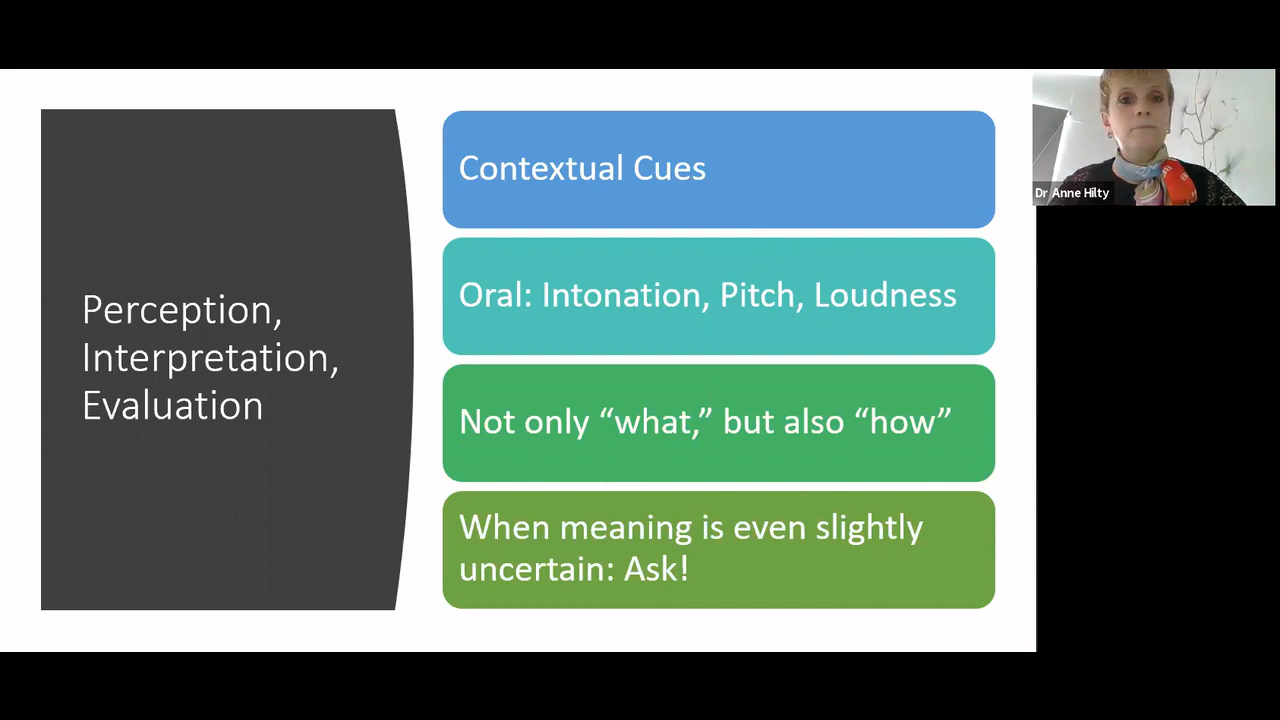 Perception,
Interpretation,
Evaluation
Contextual Cues
Oral: Intonation, Pitch, Loudness
Not only “what,” but also “how”
When meaning is even slightly
uncertain: Ask!
Dr Anne Hilty